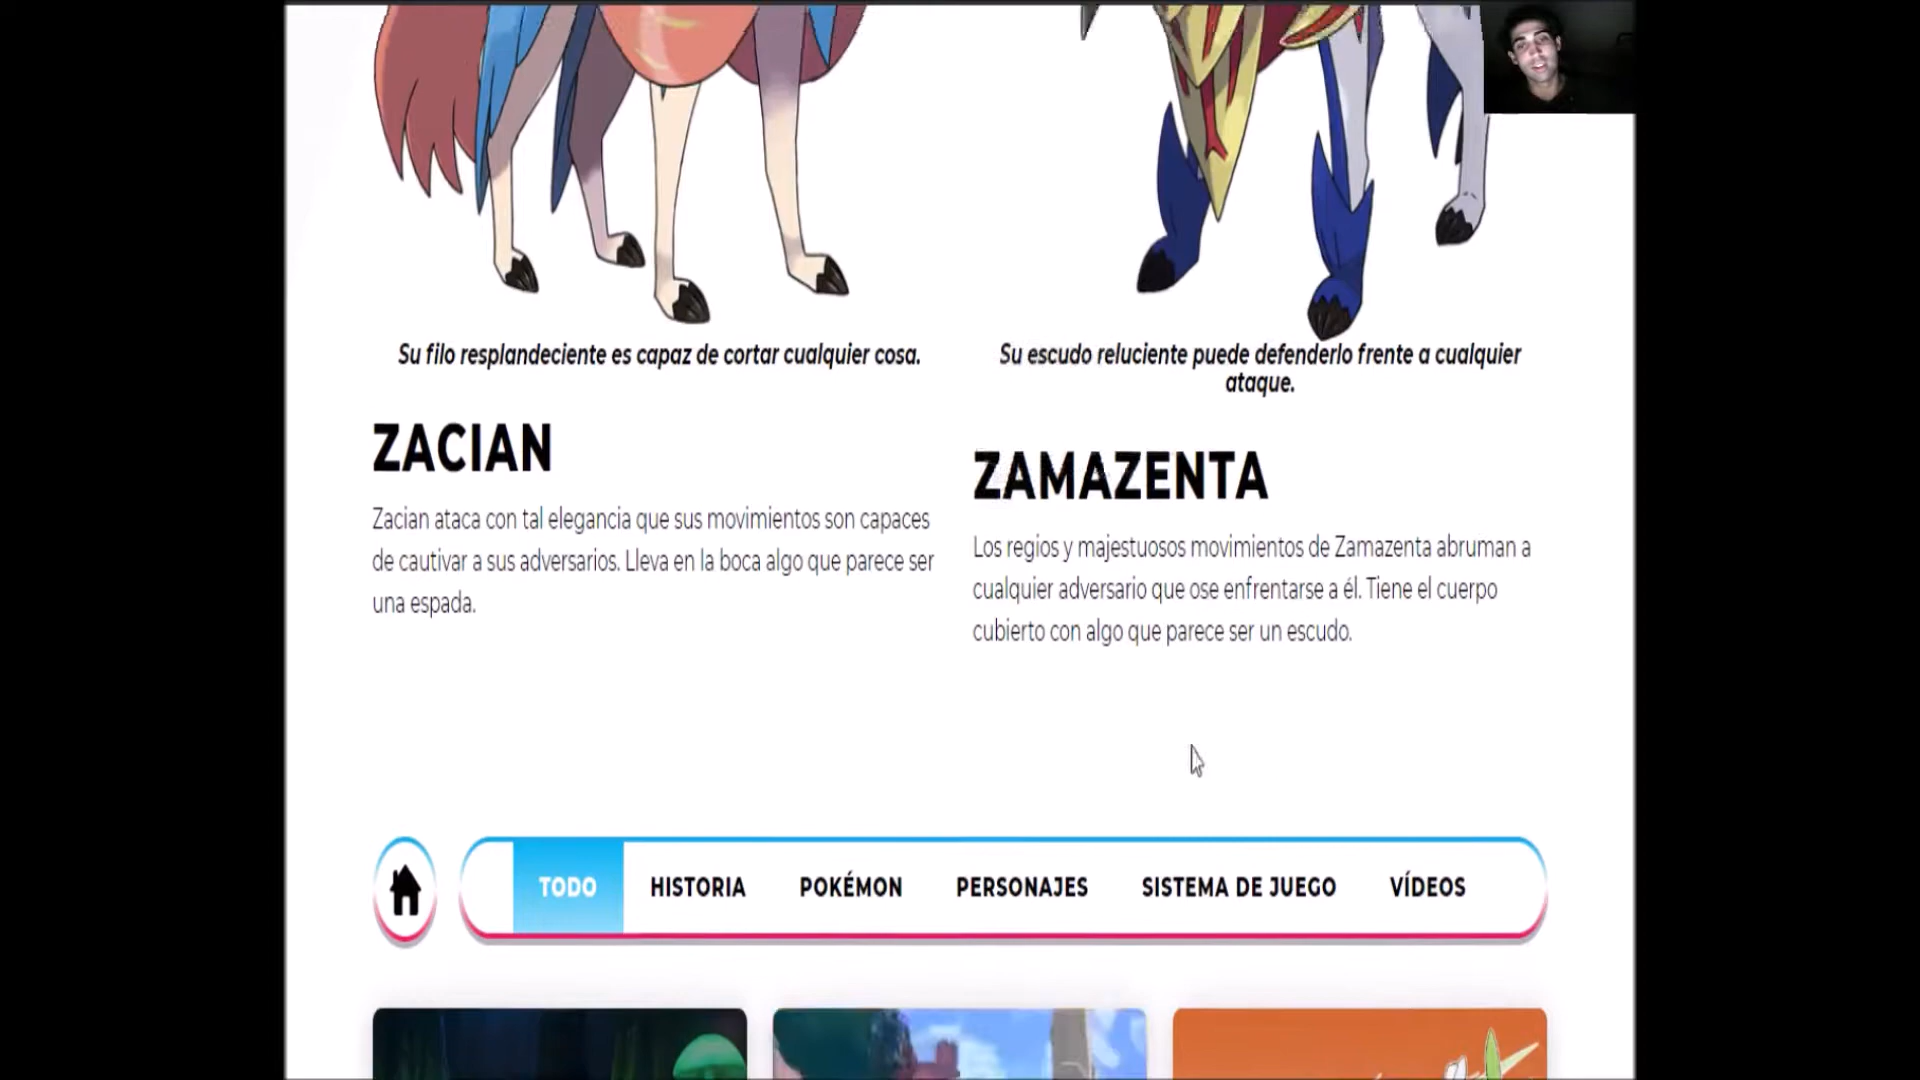 Su filo resplandeciente es capaz de cortar cualquier cosa.
ZACIAN
Zacian ataca con tal elegancia que sus movimientos son capaces
de cautivar a sus adversarios. Lleva en la boca algo que parece ser
una espada.
Su escudo reluciente puede defenderlo frente a cualquier
ataque.
ZAMAZENTA
Los regios y majestuosos movimientos de Zamazenta abruman a
cualquier adversario que ose enfrentarse a él. Tiene el cuerpo
cubierto con algo que parece ser un escudo.
TODO HISTORIA POKÉMON PERSONAJES SISTEMA DE JUEGO VÍDEOS